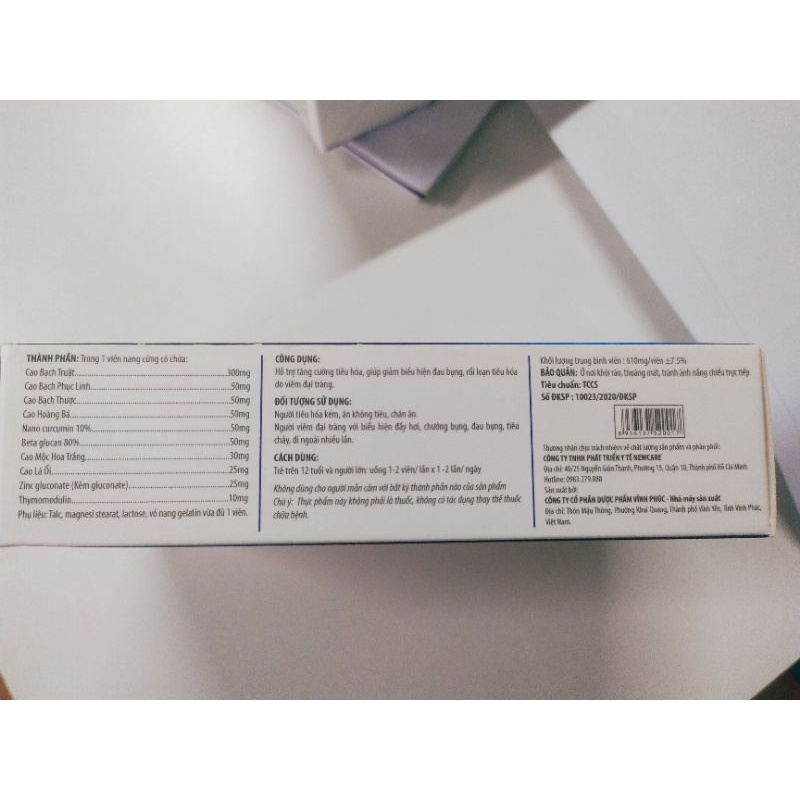 THÀNH PHẦN: Trong 1 viên nang cứng có chứa:
Cao Bạch Truật...300mg
Cao Bạch Phục Linh...50mg
Cao Bạch Thược...50mg
Cao Hoàng Bá...50mg
Nano curcumin 10%...50mg
Beta glucan 80%...50mg
Cao Mộc Hoa Trắng...30mg
Cao Lá Ổi...25mg
Zinc gluconate (Kẽm gluconate)...25mg
Thymomodulin...10mg
Phụ liệu: Talc, magnesi stearat, lactose, vỏ nang gelatin vừa đủ 1 viên.
CÔNG DỤNG:
Hỗ trợ tăng cường tiêu hóa, giúp giảm biểu hiện đau bụng, rối loạn tiêu hóa
do viêm đại tràng.
ĐỐI TƯỢNG SỬ DỤNG:
Người tiêu hóa kém, ăn không tiêu, chán ăn.
Người viêm đại tràng với biểu hiện đầy hơi, chướng bụng, đau bụng, tiêu
chảy, đi ngoài nhiều lần.
CÁCH DÙNG:
Trẻ trên 12 tuổi và người lớn: uống 1-2 viên/ lần x 1 -2 lần/ ngày
Không dùng cho người mẫn cảm với bất kỳ thành phần nào của sản phẩm
Chú ý: Thực phẩm này không phải là thuốc, không có tác dụng thay thế thuốc
chữa bệnh.
Khối lượng trung bình viên : 610mg/viên ±7.5%
BẢO QUẢN: Ở nơi khô ráo, thoáng mát, tránh ánh nắng chiếu trực tiếp
Tiêu chuẩn: TCCS
Số ĐKSP : 10023/2020/ĐKSP
Thương nhân chịu trách nhiệm về chất lượng sản phẩm và phân phối:
CÔNG TY TNHH PHÁT TRIỂN Y TẾ NEWCARE
Địa chỉ: 40/25 Nguyễn Giản Thanh, Phường 15, Quận 10, Thành phố Hồ Chí Minh
Hotline: 0983.279.888
Sản xuất bởi:
CÔNG TY CỔ PHẦN DƯỢC PHẨM VĨNH PHÚC - Nhà máy sản xuất
Địa chỉ: Thôn Mậu Thông, Phường Khai Quang, Thành phố Vĩnh Yên, Tỉnh Vĩnh Phúc,
Việt Nam.